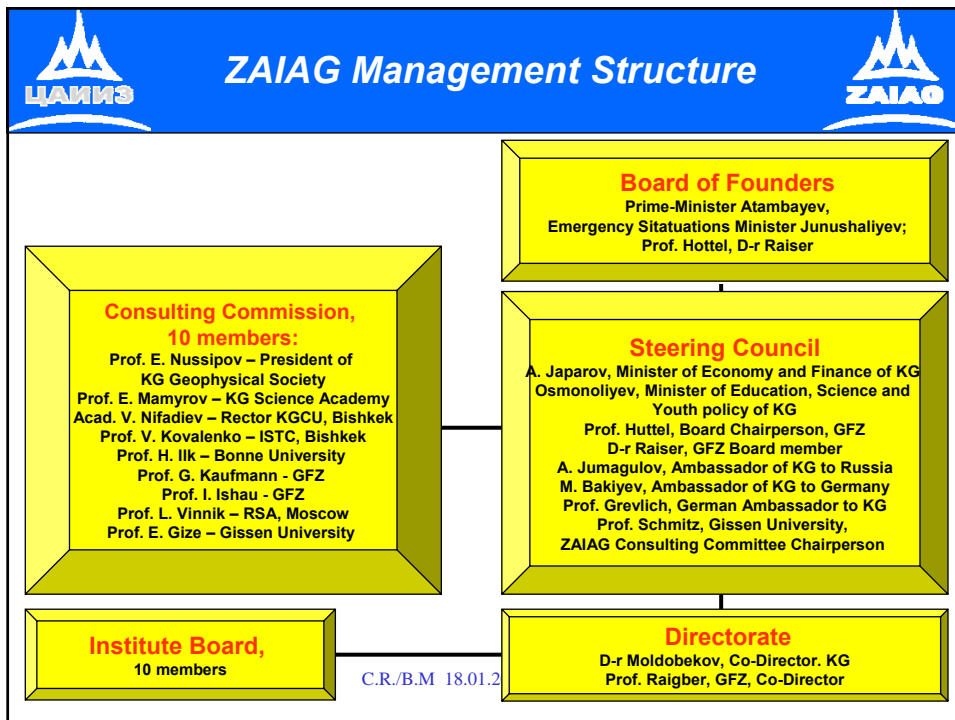 ZAIAG Management Structure
ЦАИИЗ
ZAIAG
Board of Founders
Prime-Minister Atambayev,
Emergency Sitatuations Minister Junushaliyev;
Prof. Hottel, D-r Raiser
Consulting Commission,
10 members:
Prof. E. Nussipov – President of
KG Geophysical Society
Prof. E. Mamyrov – KG Science Academy
Acad. V. Nifadiev – Rector KGCU, Bishkek
Prof. V. Kovalenko – ISTC, Bishkek
Prof. H. Ilk – Bonne University
Prof. G. Kaufmann - GFZ
Prof. I. Ishau - GFZ
Prof. L. Vinnik – RSA, Moscow
Prof. E. Gize – Gissen University
Steering Council
A. Japarov, Minister of Economy and Finance of KG
Osmonoliyev, Minister of Education, Science and
Youth policy of KG
Prof. Huttel, Board Chairperson, GFZ
D-r Raiser, GFZ Board member
A. Jumagulov, Ambassador of KG to Russia
M. Bakiyev, Ambassador of KG to Germany
Prof. Grevlich, German Ambassador to KG
Prof. Schmitz, Gissen University,
ZAIAG Consulting Committee Chairperson
Institute Board,
10 members
Directorate
D-r Moldobekov, Co-Director. KG
Prof. Raigber, GFZ, Co-Director
C.R./B.M 18.01.2